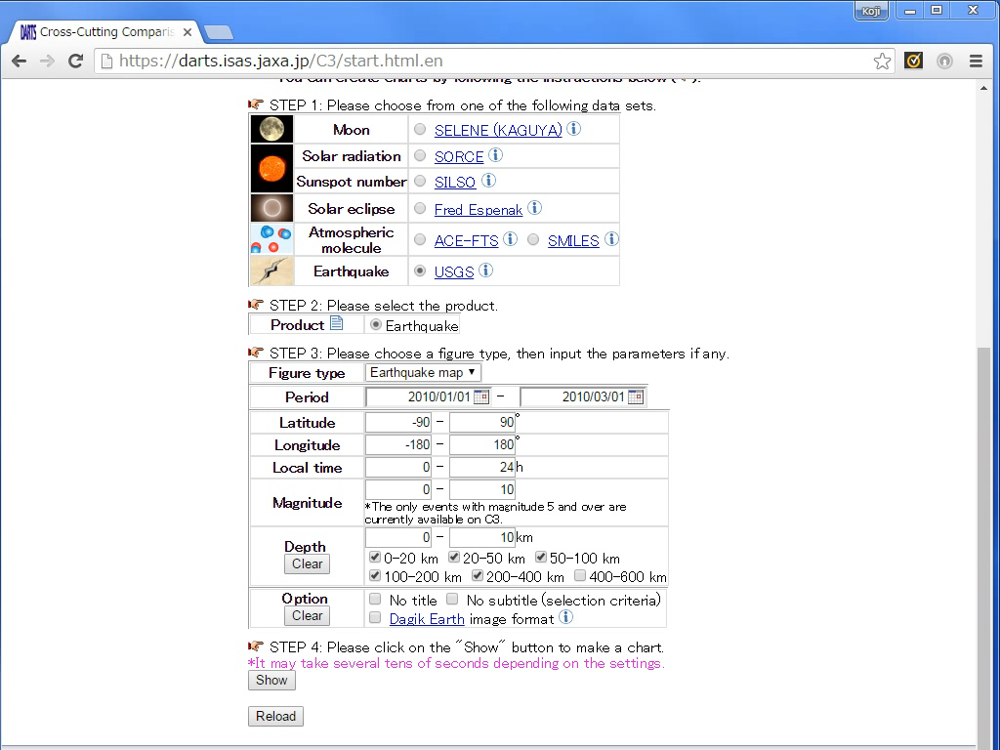 Koji
DARTS Cross-Cutting Comparis
https://darts.isas.jaxa.jp/C3/start.html.en
You can create charts by following the instructions below
STEP 1: Please choose from one of the following data sets.
Moon SELENE (KAGUYA)
Solar radiation SORCE
Sunspot number SILSO
Solar eclipse Fred Espenak
Atmospheric molecule ACE-FTS SMILES
Earthquake USGS
STEP 2: Please select the product.
Product Earthquake
STEP 3: Please choose a figure type, then input the parameters if any.
Figure type Earthquake map
Period 2010/01/01 - 2010/03/01
Latitude -90 - 90°
Longitude -180 - 180°
Local time 0 - 24 h
Magnitude 0 - 10
*The only events with magnitude 5 and over are
currently available on C3.
Depth 0 - 10 km
Clear 0-20 km 20-50 km 50-100 km
100-200 km 200-400 km 400-600 km
Option No title No subtitle (selection criteria)
Clear Dagik Earth image format
STEP 4: Please click on the "Show" button to make a chart.
*It may take several tens of seconds depending on the settings.
Show
Reload